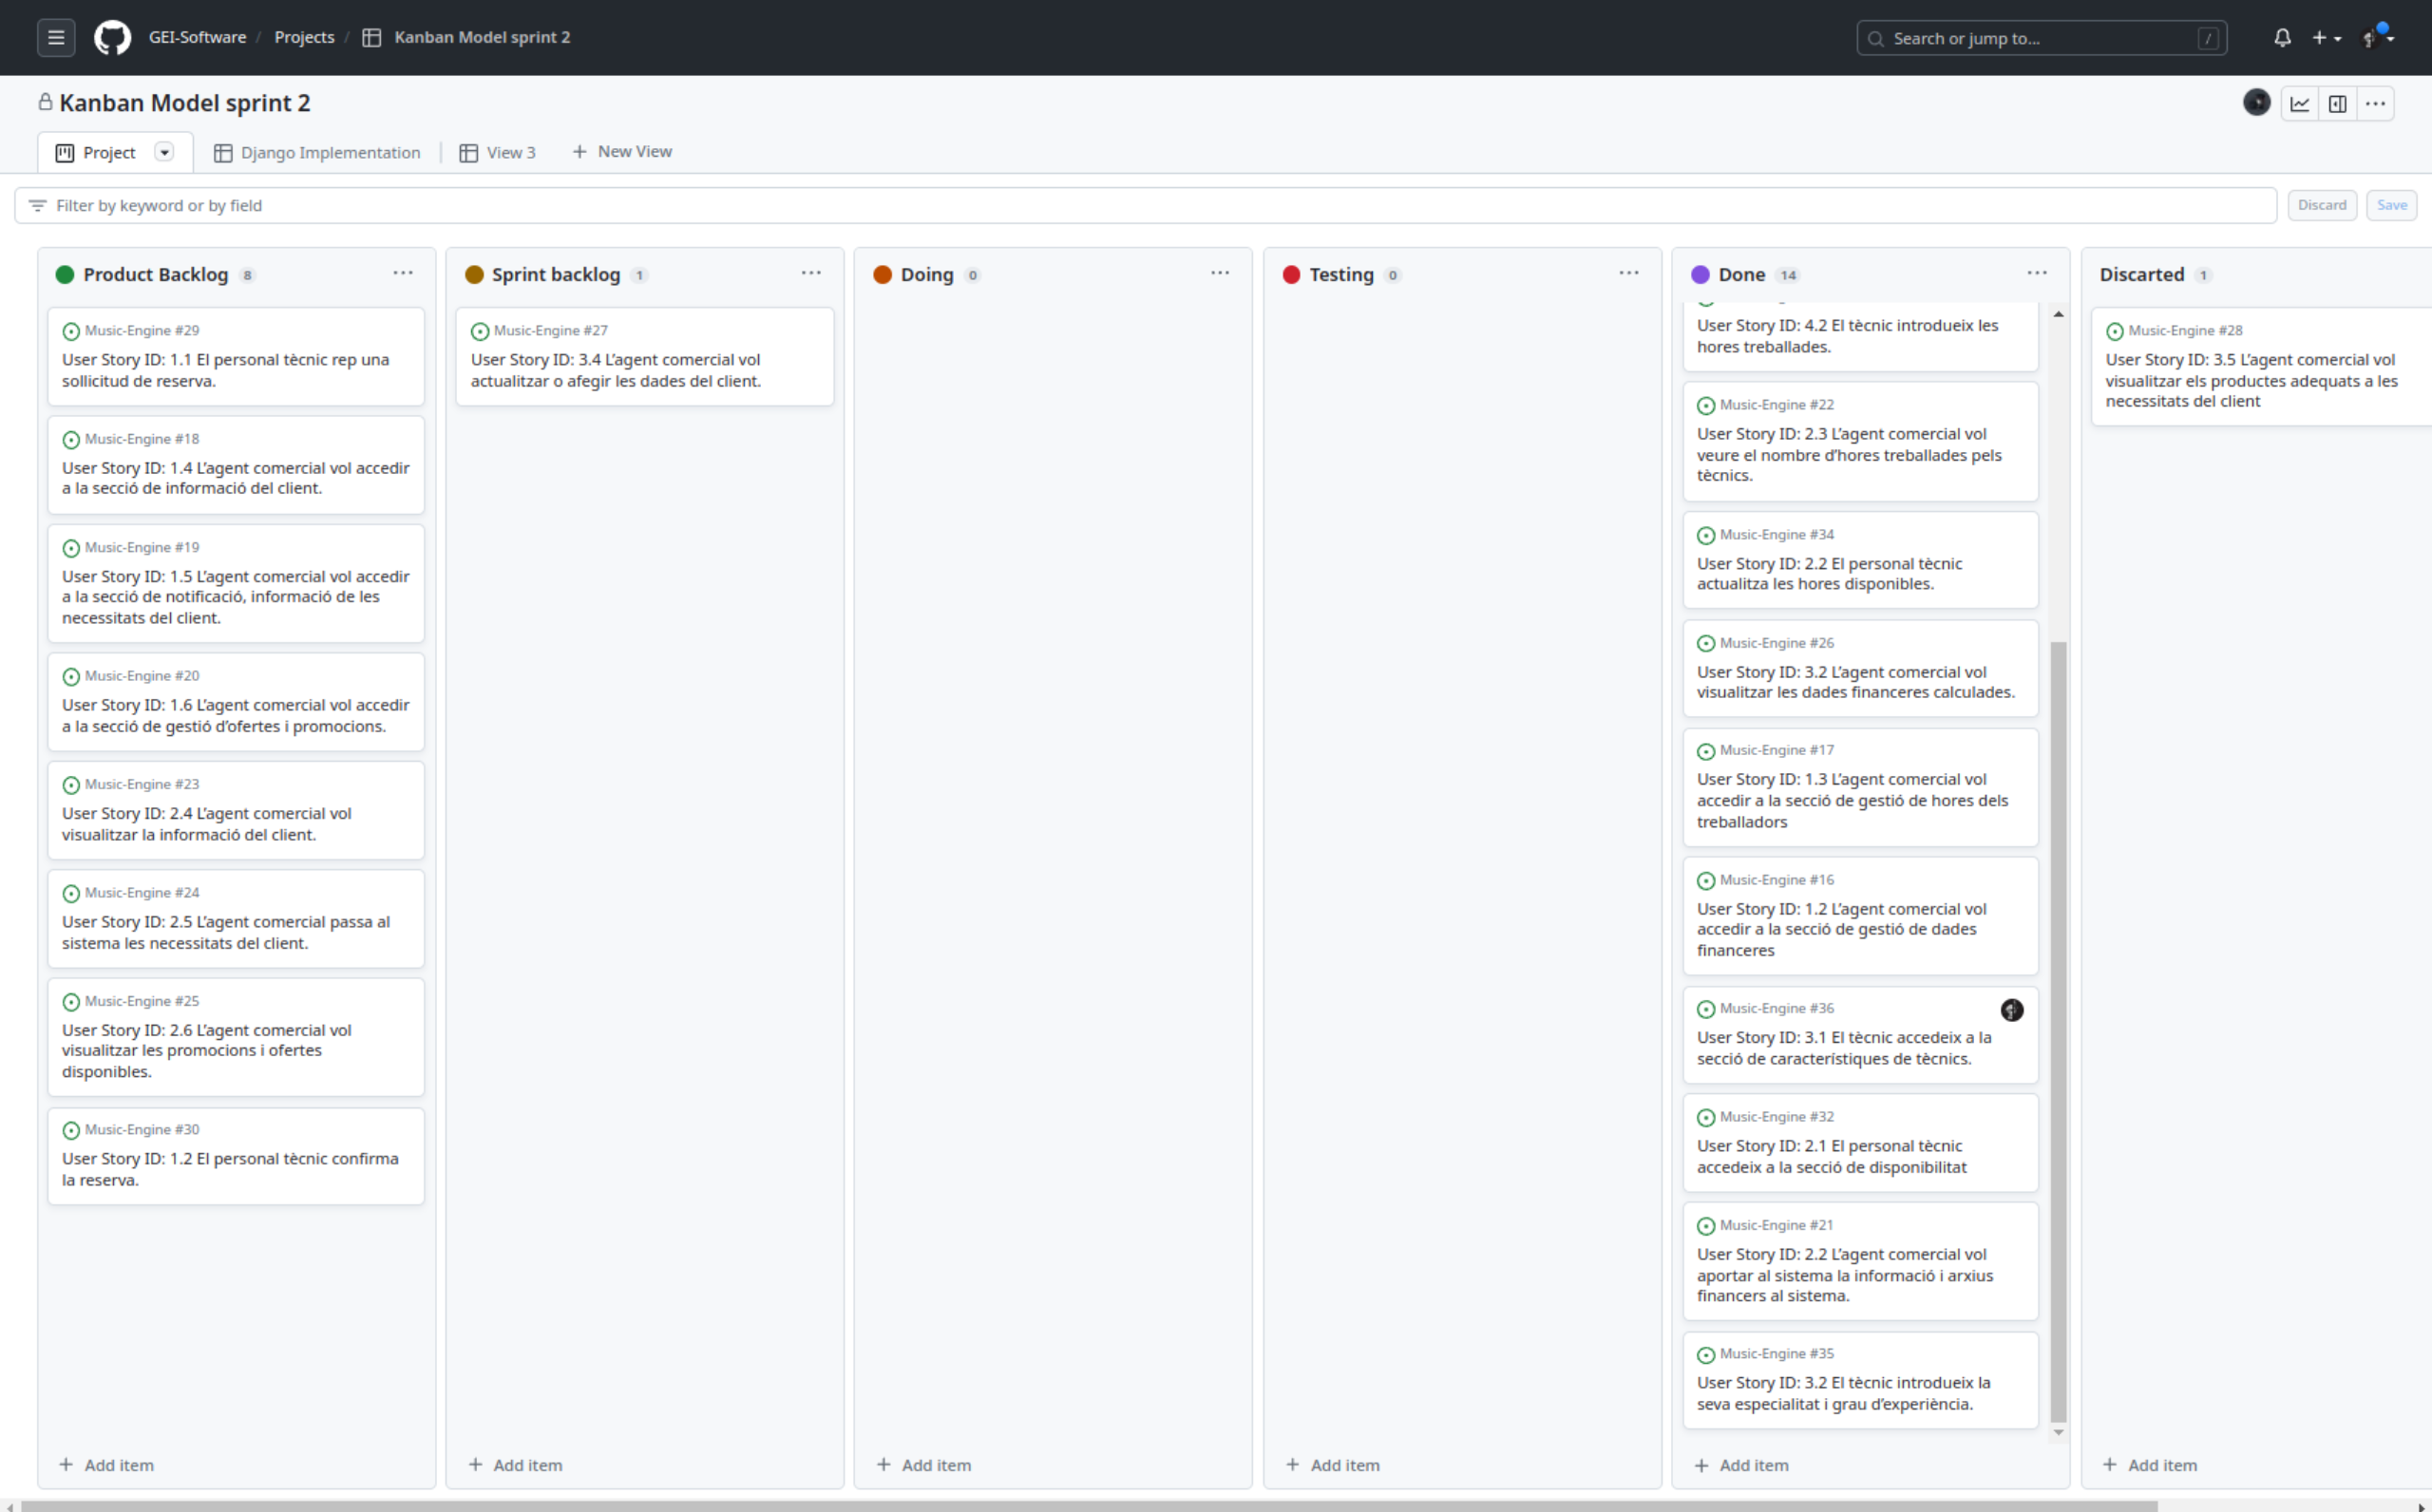 GEI-Software / Projects / Kanban Model sprint 2
Search or jump to... /
Kanban Model sprint 2
Project
Django Implementation
View 3
+ New View
Filter by keyword or by field
Discard
Save
Product Backlog 8
Music-Engine #29
User Story ID: 1.1 El personal tècnic rep una
sollicitud de reserva.
Music-Engine #18
User Story ID: 1.4 L'agent comercial vol accedir
a la secció de informació del client.
Music-Engine #19
User Story ID: 1.5 L'agent comercial vol accedir
a la secció de notificació, informació de les
necessitats del client.
Music-Engine #20
User Story ID: 1.6 L'agent comercial vol accedir
a la secció de gestió d'ofertes i promocions.
Music-Engine #23
User Story ID: 2.4 L'agent comercial vol
visualitzar la informació del client.
Music-Engine #24
User Story ID: 2.5 L'agent comercial passa al
sistema les necessitats del client.
Music-Engine #25
User Story ID: 2.6 L'agent comercial vol
visualitzar les promocions i ofertes
disponibles.
Music-Engine #30
User Story ID: 1.2 El personal tècnic confirma
la reserva.
+ Add item
Sprint backlog 1
Music-Engine #27
User Story ID: 3.4 L'agent comercial vol
actualitzar o afegir les dades del client.
+ Add item
Doing 0
+ Add item
Testing 0
+ Add item
Done 14
User Story ID: 4.2 El tècnic introdueix les
hores treballades.
Music-Engine #22
User Story ID: 2.3 L'agent comercial vol
veure el nombre d'hores treballades pels
tècnics.
Music-Engine #34
User Story ID: 2.2 El personal tècnic
actualitza les hores disponibles.
Music-Engine #26
User Story ID: 3.2 L'agent comercial vol
visualitzar les dades financeres calculades.
Music-Engine #17
User Story ID: 1.3 L'agent comercial vol
accedir a la secció de gestió de hores dels
treballadors
Music-Engine #16
User Story ID: 1.2 L'agent comercial vol
accedir a la secció de gestió de dades
financeres
Music-Engine #36
User Story ID: 3.1 El tècnic accedeix a la
secció de característiques de tècnics.
Music-Engine #32
User Story ID: 2.1 El personal tècnic
accedeix a la secció de disponibilitat
Music-Engine #21
User Story ID: 2.2 L'agent comercial vol
aportar al sistema la informació i arxius
financers al sistema.
Music-Engine #35
User Story ID: 3.2 El tècnic introdueix la
seva especialitat i grau d'experiència.
+ Add item
Discarted 1
Music-Engine #28
User Story ID: 3.5 L'agent comercial vol
visualitzar els productes adequats a les
necessitats del client
+ Add item